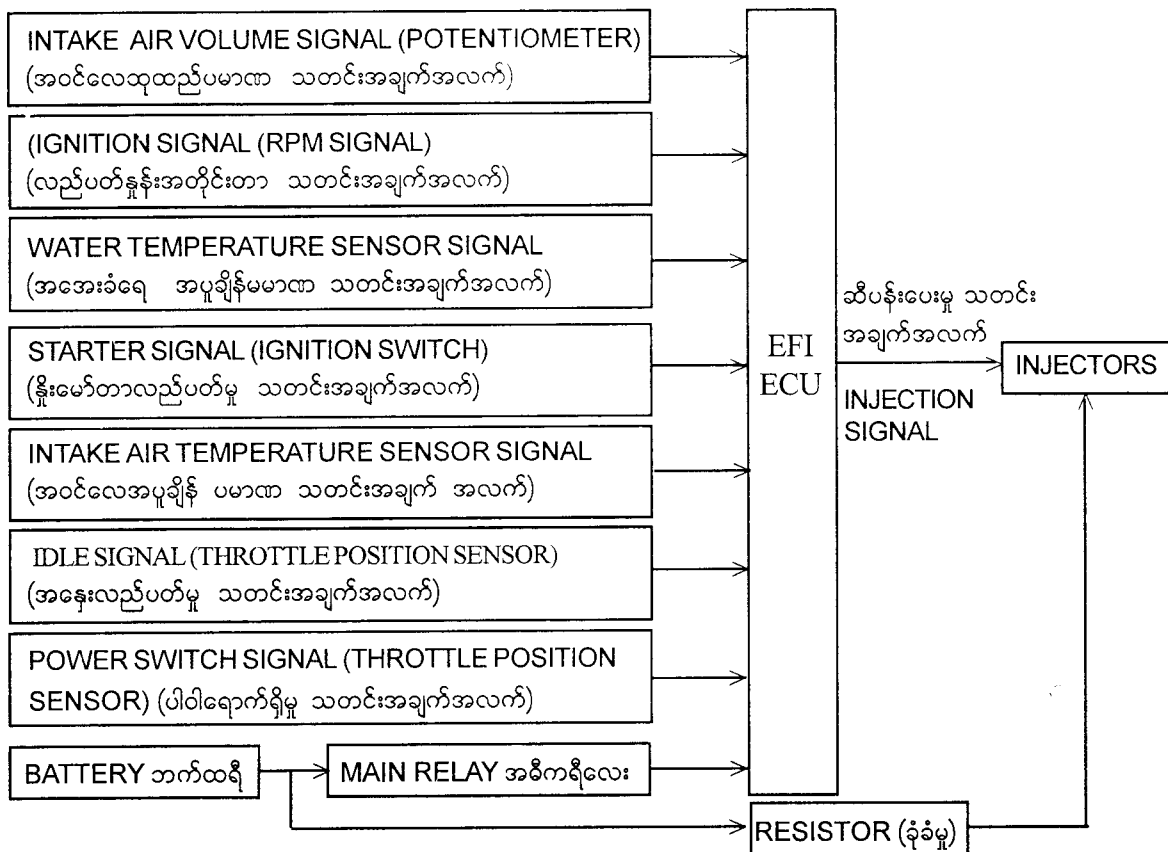 INTAKE AIR VOLUME SIGNAL (POTENTIOMETER)
(အဝင်လေထုထည်ပမာဏ သတင်းအချက်အလက်)
(IGNITION SIGNAL (RPM SIGNAL)
(လည်ပတ်နှုန်းအတိုင်းတာ သတင်းအချက်အလက်)
WATER TEMPERATURE SENSOR SIGNAL
(အအေးခံရေ အပူချိန်မမာဏ သတင်းအချက်အလက်)
STARTER SIGNAL (IGNITION SWITCH)
(နှိုးမော်တာလည်ပတ်မှု သတင်းအချက်အလက်)
INTAKE AIR TEMPERATURE SENSOR SIGNAL
(အဝင်လေအပူချိန် ပမာဏ သတင်းအချက် အလက်)
IDLE SIGNAL (THROTTLE POSITION SENSOR)
(အနှေးလည်ပတ်မှု သတင်းအချက်အလက်)
POWER SWITCH SIGNAL (THROTTLE POSITION
SENSOR) (ပါဝါရောက်ရှိမှု သတင်းအချက်အလက်)
BATTERY ဘက်ထရီ
MAIN RELAY အဓိကရီလေး
EFI
ECU
ဆီပန်းပေးမှု သတင်း
အချက်အလက်
INJECTION
SIGNAL
INJECTORS
RESISTOR (ခုံခံမှု)